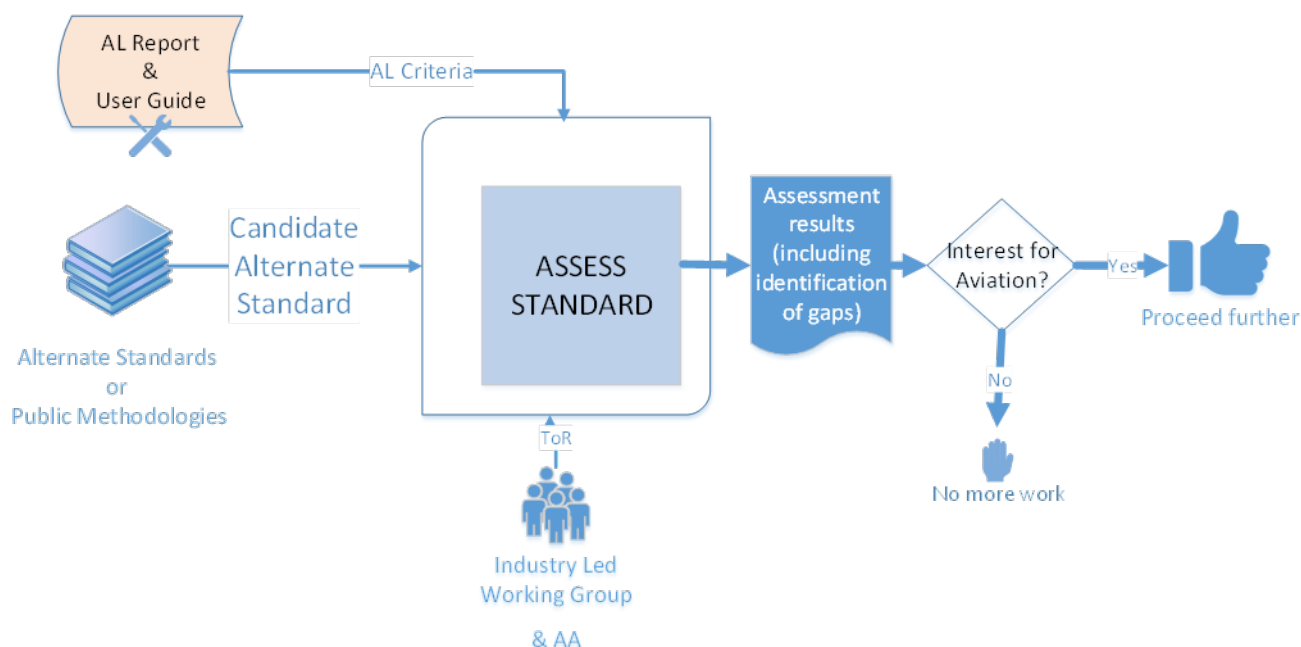 AL Report
&
User Guide
AL Criteria
Candidate
Alternate
Standard
Alternate Standards
or
Public Methodologies
ASSESS
STANDARD
ToR
Industry Led
Working Group
& AA
Assessment
results
(including
identification
of gaps)
Interest for
Aviation?
Yes
Proceed further
No
No more work